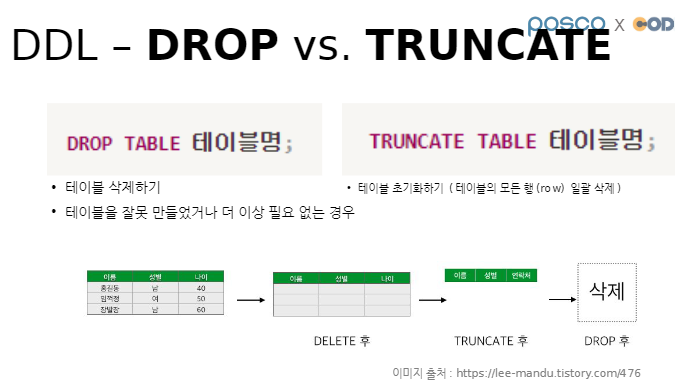 posco x COD
DDL – DROP vs. TRUNCATE
DROP TABLE 테이블명;
TRUNCATE TABLE 테이블명;
• 테이블 삭제하기
• 테이블을 잘못 만들었거나 더 이상 필요 없는 경우
• 테이블 초기화하기 (테이블의 모든 행(row) 일괄 삭제)
이름 성별 나이
홍길동 남 40
임꺽정 여 50
장발장 남 60
이름 성별 나이
이름 성별 연락처
삭제
DELETE 후
TRUNCATE 후
DROP 후
이미지 출처 : https://lee-mandu.tistory.com/476